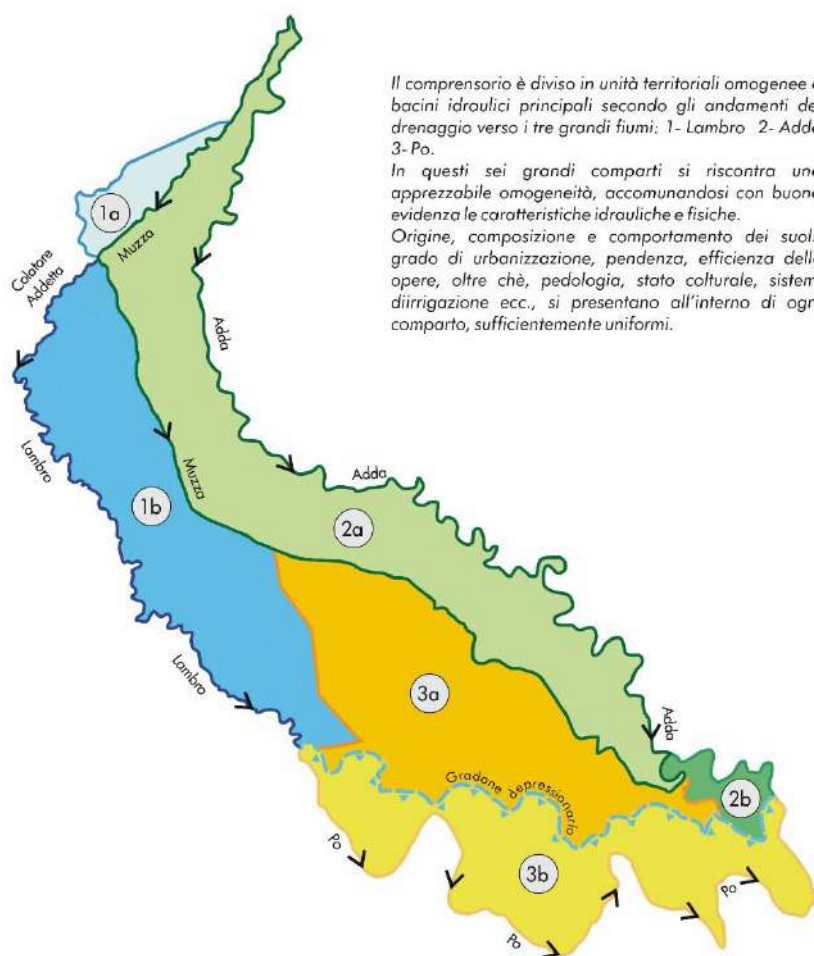 Il comprensorio è diviso in unità territoriali omogenee
bacini idraulici principali secondo gli andamenti de
drenaggio verso i tre grandi fiumi: 1- Lambro 2- Adda
3- Po.
In questi sei grandi comparti si riscontra una
apprezzabile omogeneità, accomunandosi con buona
evidenza le caratteristiche idrauliche e fisiche.
Origine, composizione e comportamento dei suoli
grado di urbanizzazione, pendenza, efficienza delle
opere, oltre chè, pedologia, stato colturale, sistem
diirrigazione ecc., si presentano all'interno di ogn
comparto, sufficientemente uniformi.
1a
Muzza
Colatore
Addetta
Adda
Lambro
Muzza
Adda
1b
2a
Lambro
3a
Adda
Gradone depressionario
2b
Po
3b
Po
Po